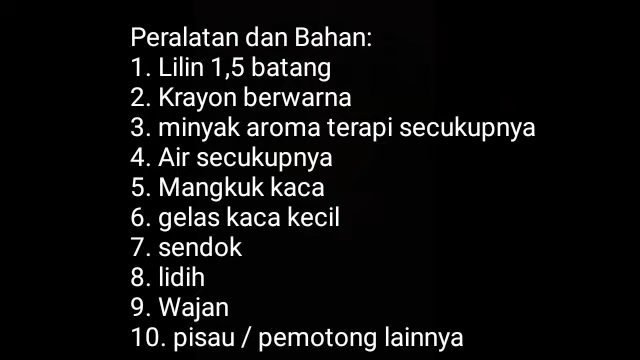 Peralatan dan Bahan:
1. Lilin 1,5 batang
2. Krayon berwarna
3. minyak aroma terapi secukupnya
4. Air secukupnya
5. Mangkuk kaca
6. gelas kaca kecil
7. sendok
8. lidih
9. Wajan
10. pisau / pemotong lainnya